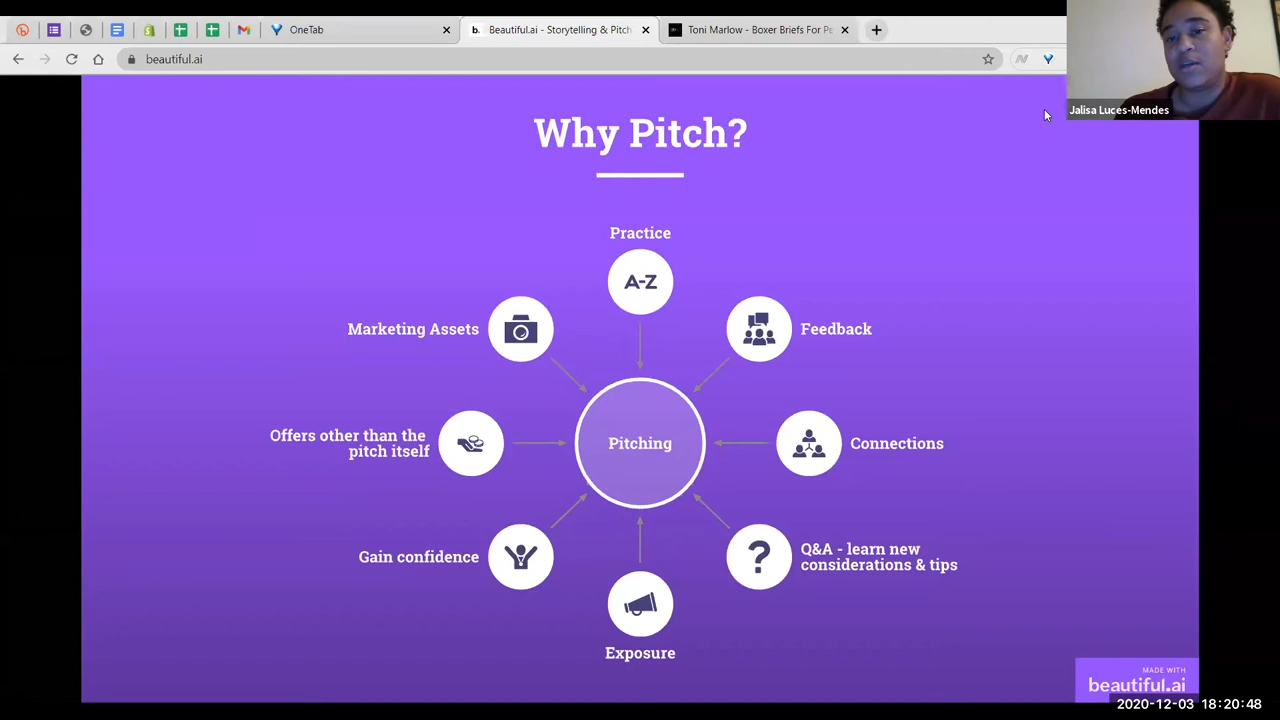 OneTab
Beautiful.ai - Storytelling & Pitch
Toni Marlow - Boxer Briefs For Pe
beautiful.ai
Jalisa Luces-Mendes
Why Pitch?
Practice
A-Z
Marketing Assets
Feedback
Offers other than the
pitch itself
Pitching
Connections
Gain confidence
Q&A - learn new
considerations & tips
?
Exposure
MADE WITH
beautiful.ai
2020-12-03 18:20:48